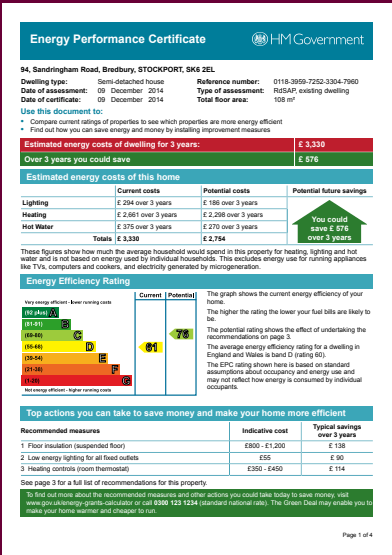 Energy Performance Certificate
HM Government
94, Sandringham Road, Bredbury, STOCKPORT, SK6 2EL
Dwelling type: Semi-detached house Reference number: 0118-3959-7252-3304-7960
Date of assessment: 09 December 2014 Type of assessment: RdSAP, existing dwelling
Date of certificate: 09 December 2014 Total floor area: 108 m²
Use this document to:
• Compare current ratings of properties to see which properties are more energy efficient
• Find out how you can save energy and money by installing improvement measures
Estimated energy costs of dwelling for 3 years: £ 3,330
Over 3 years you could save £ 576
Estimated energy costs of this home
Current costs Potential costs Potential future savings
Lighting £ 294 over 3 years £ 186 over 3 years
Heating £ 2,661 over 3 years £ 2,298 over 3 years
Hot Water £ 375 over 3 years £ 270 over 3 years
Totals £ 3,330 £ 2,754
You could
save £ 576
over 3 years
These figures show how much the average household would spend in this property for heating, lighting and hot
water and is not based on energy used by individual households. This excludes energy use for running appliances
like TVs, computers and cookers, and electricity generated by microgeneration.
Energy Efficiency Rating
Current Potential
Very energy efficient - lower running costs
(92 plus) A
(81-91) B
(69-80) C
(55-68) D
(39-54) E
(21-38) F
(1-20) G
Not energy efficient - higher running costs
61
76
The graph shows the current energy efficiency of your
home.
The higher the rating the lower your fuel bills are likely to
be.
The potential rating shows the effect of undertaking the
recommendations on page 3.
The average energy efficiency rating for a dwelling in
England and Wales is band D (rating 60).
The EPC rating shown here is based on standard
assumptions about occupancy and energy use and
may not reflect how energy is consumed by individual
occupants.
Top actions you can take to save money and make your home more efficient
Recommended measures Indicative cost Typical savings
over 3 years
1 Floor insulation (suspended floor) £800 - £1,200 £ 138
2 Low energy lighting for all fixed outlets £55 £ 90
3 Heating controls (room thermostat) £350 - £450 £ 114
See page 3 for a full list of recommendations for this property.
To find out more about the recommended measures and other actions you could take today to save money, visit
www.gov.uk/energy-grants-calculator or call 0300 123 1234 (standard national rate). The Green Deal may enable you to
make your home warmer and cheaper to run.
Page 1 of 4